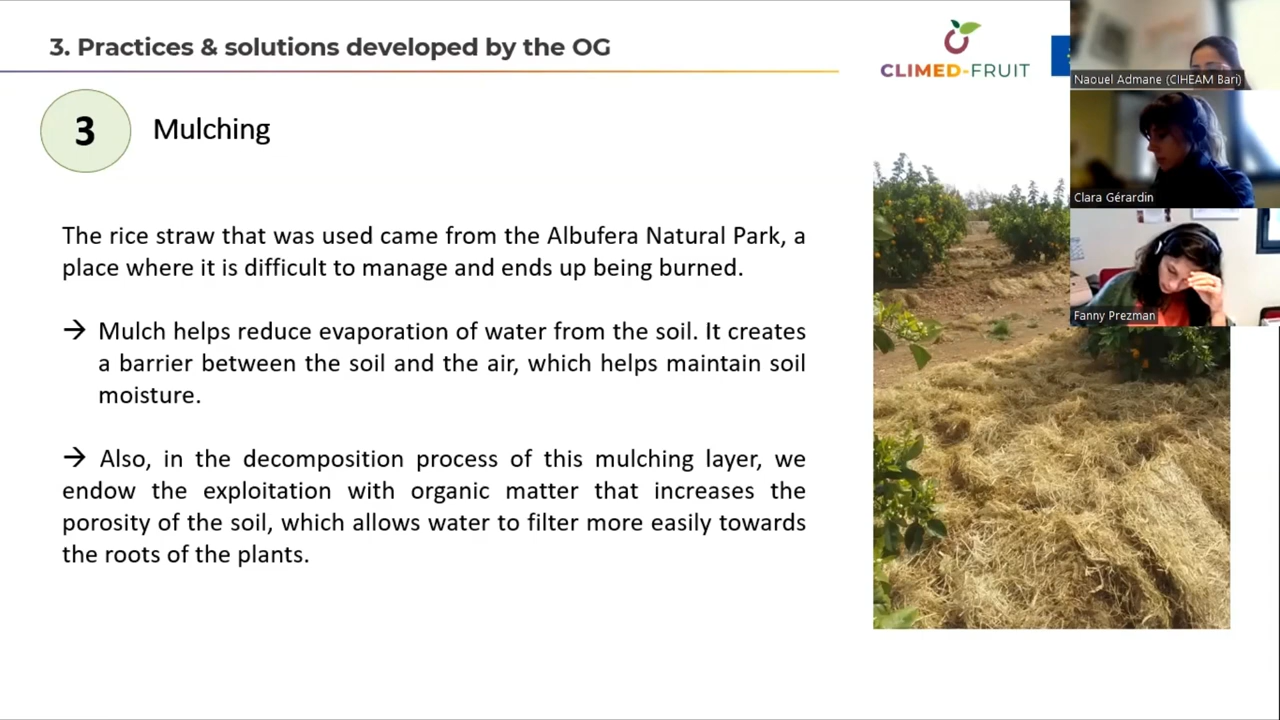 3. Practices & solutions developed by the OG
CLIMED-FRUIT
Naouel Admane (CIHEAM Bari)
3
Mulching
Clara Gérardin
Fanny Prezman
The rice straw that was used came from the Albufera Natural Park, a
place where it is difficult to manage and ends up being burned.
→ Mulch helps reduce evaporation of water from the soil. It creates
a barrier between the soil and the air, which helps maintain soil
moisture.
→ Also, in the decomposition process of this mulching layer, we
endow the exploitation with organic matter that increases the
porosity of the soil, which allows water to filter more easily towards
the roots of the plants.